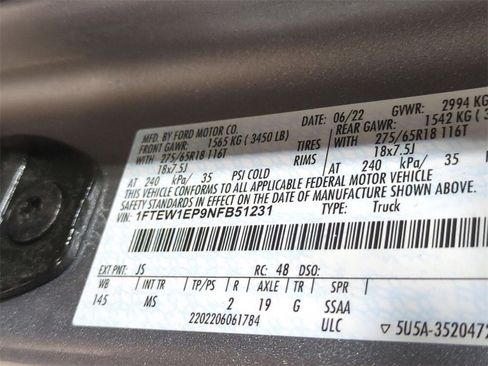 MFD. BY FORD MOTOR CO.
DATE: 06/22 GVWR: 2994 KG
FRONT GAWR: 1565 KG (3450 LB)
REAR GAWR: 1542 KG (3
WITH 275/65R18 116T TIRES WITH 275/65R18 116T
18x7.5J RIMS 18x7.5J
AT 240 kPa/ 35 PSI COLD AT 240 kPa/ 35
THIS VEHICLE CONFORMS TO ALL APPLICABLE FEDERAL MOTOR VEHICLE
SAFETY STANDARDS IN EFFECT ON THE DATE OF MANUFACTURE SHOWN ABOVE.
SAFETY/STANDARDS
VIN: 1FTEW1EP9NFB51231 TYPE: Truck
EXT PNT: JS RC: 48 DSO:
WB INT TR TP/PS R AXLE TR SPR
145 MS 2 19 G SSAA
2202206061784 ULC ▽ 5U5A-3520472